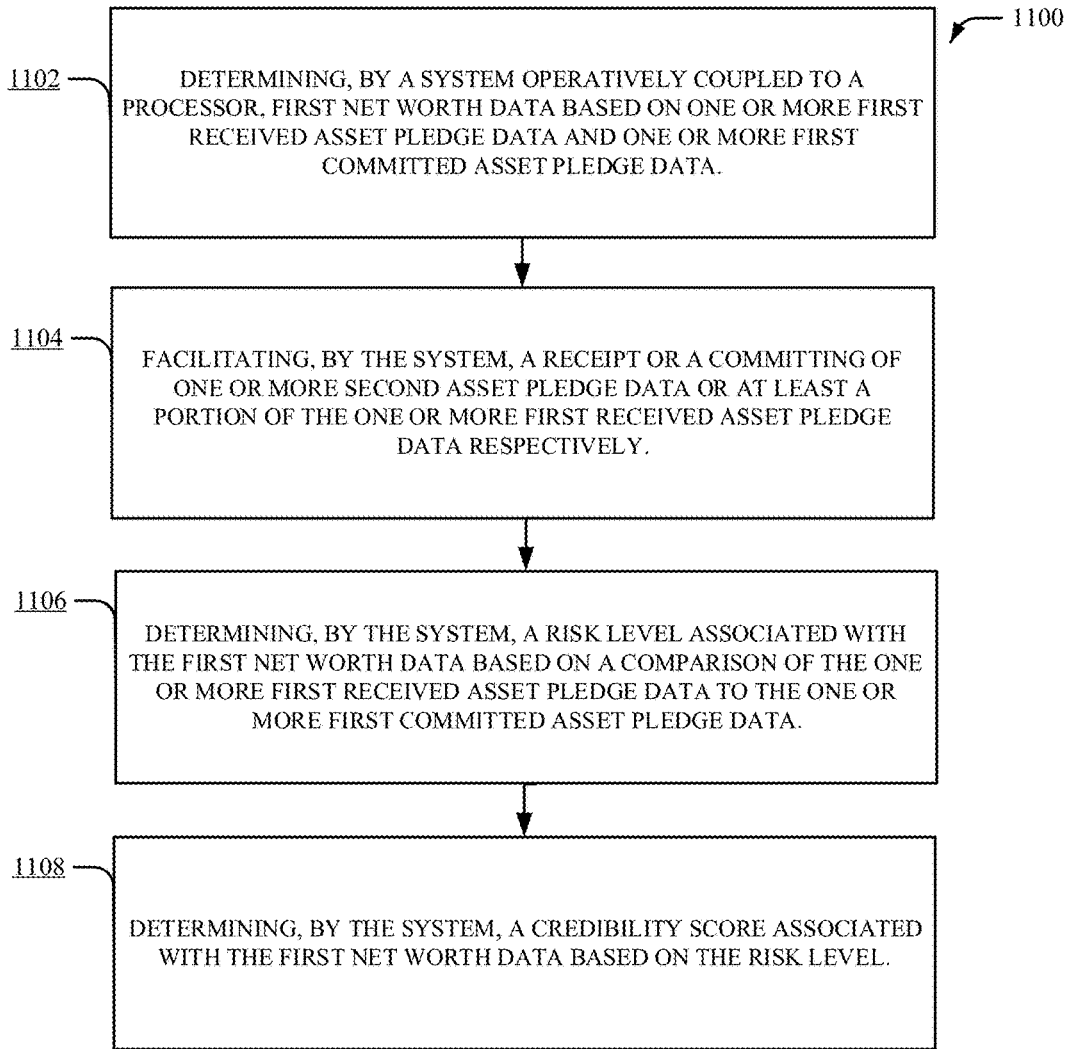 1100
1102
DETERMINING, BY A SYSTEM OPERATIVELY COUPLED TO A
PROCESSOR, FIRST NET WORTH DATA BASED ON ONE OR MORE FIRST
RECEIVED ASSET PLEDGE DATA AND ONE OR MORE FIRST
COMMITTED ASSET PLEDGE DATA.
1104
FACILITATING, BY THE SYSTEM, A RECEIPT OR A COMMITTING OF
ONE OR MORE SECOND ASSET PLEDGE DATA OR AT LEAST A
PORTION OF THE ONE OR MORE FIRST RECEIVED ASSET PLEDGE
DATA RESPECTIVELY.
1106
DETERMINING, BY THE SYSTEM, A RISK LEVEL ASSOCIATED WITH
THE FIRST NET WORTH DATA BASED ON A COMPARISON OF THE ONE
OR MORE FIRST RECEIVED ASSET PLEDGE DATA TO THE ONE OR
MORE FIRST COMMITTED ASSET PLEDGE DATA.
1108
DETERMINING, BY THE SYSTEM, A CREDIBILITY SCORE ASSOCIATED
WITH THE FIRST NET WORTH DATA BASED ON THE RISK LEVEL.